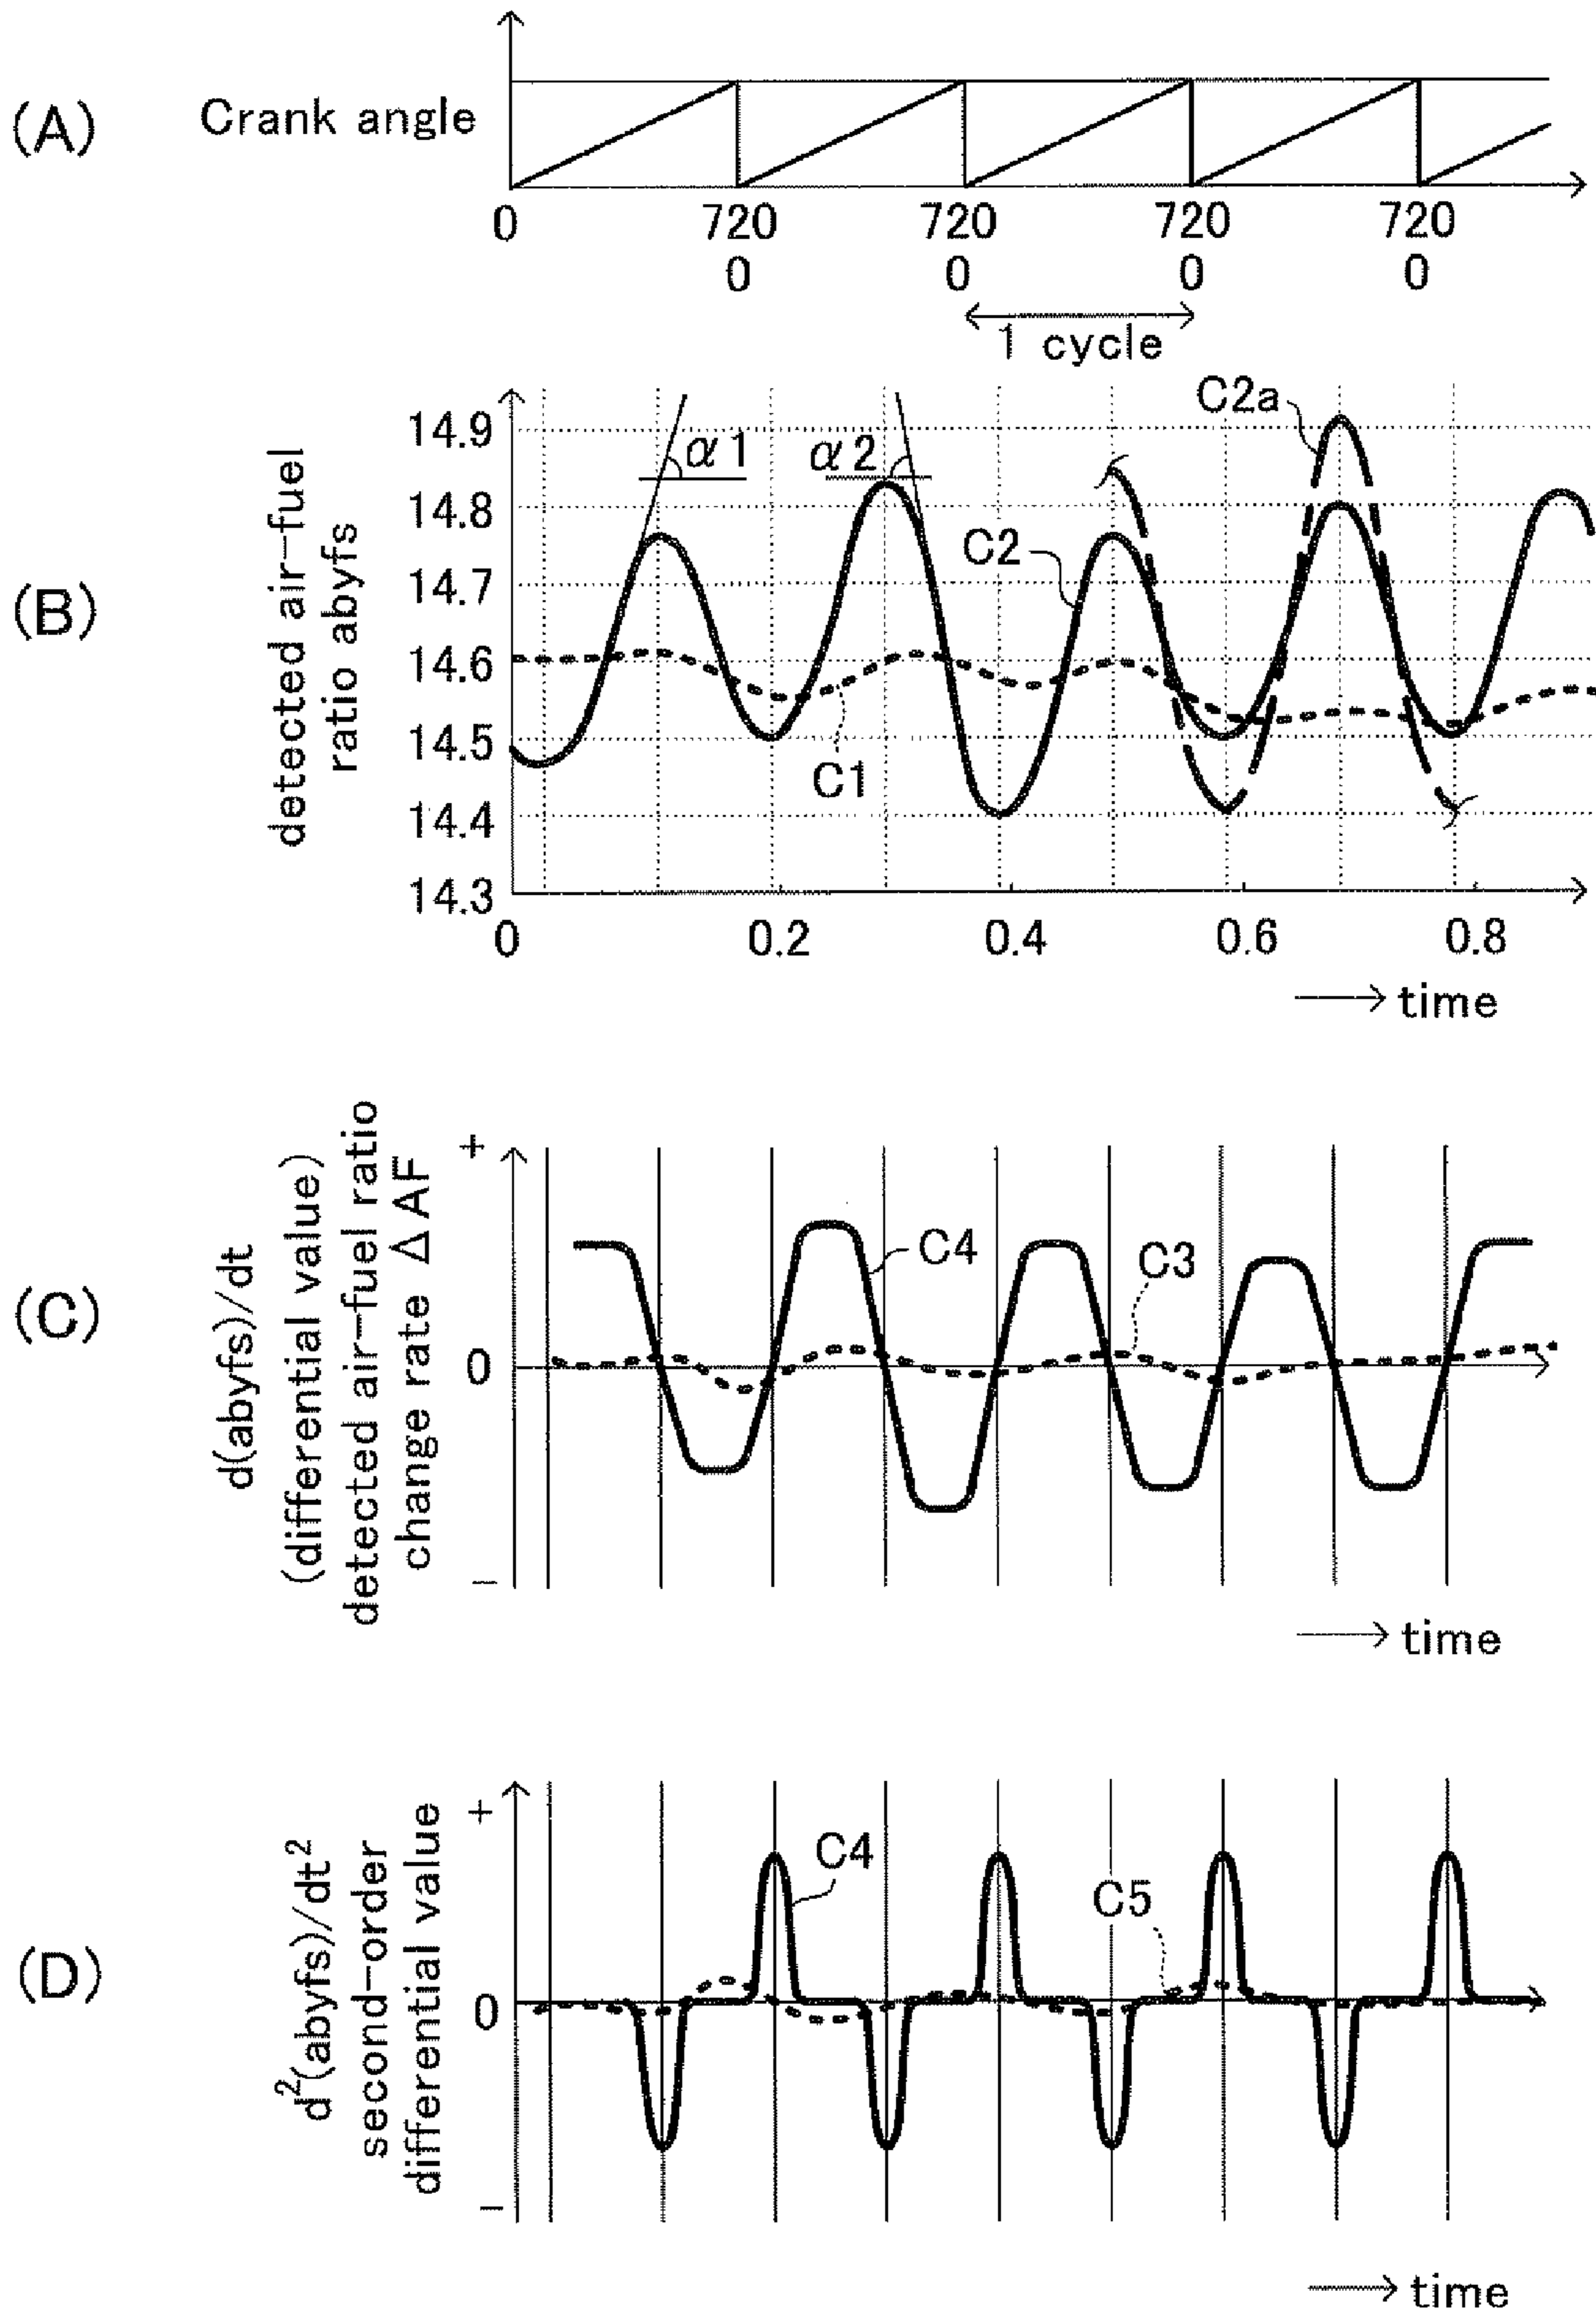 (A)
Crank angle
0 720 720 720 720
0 0 0 0
1 cycle
(B)
detected air-fuel
ratio abyfs
14.9
14.8
14.7
14.6
14.5
14.4
14.3
α1
α2
C2a
C2
C1
0 0.2 0.4 0.6 0.8
time
(C)
d(abyfs)/dt
(differential value)
detected air-fuel ratio
change rate Δ AF
+
0
−
C4
C3
time
(D)
d²(abyfs)/dt²
second-order
differential value
+
0
−
C4
C5
time